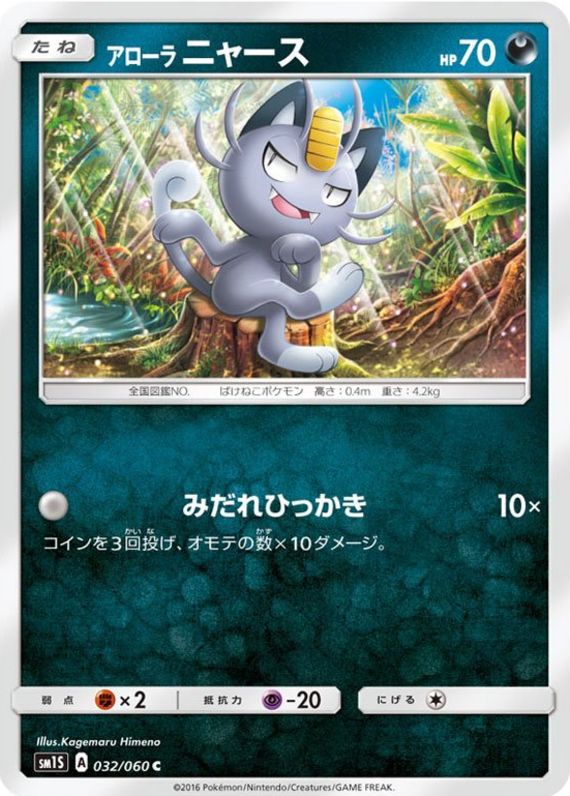 たね アローラ ニャース HP 70
全国図鑑NO. ばけねこポケモン 高さ:0.4m 重さ:4.2kg
みだれひっかき 10×
コインを3回投げ、オモテの数×10ダメージ。
弱点 ×2 抵抗力 -20 にげる
Illus.Kagemaru Himeno
SM1S A 032/060 C
©2016 Pokémon/Nintendo/Creatures/GAME FREAK.